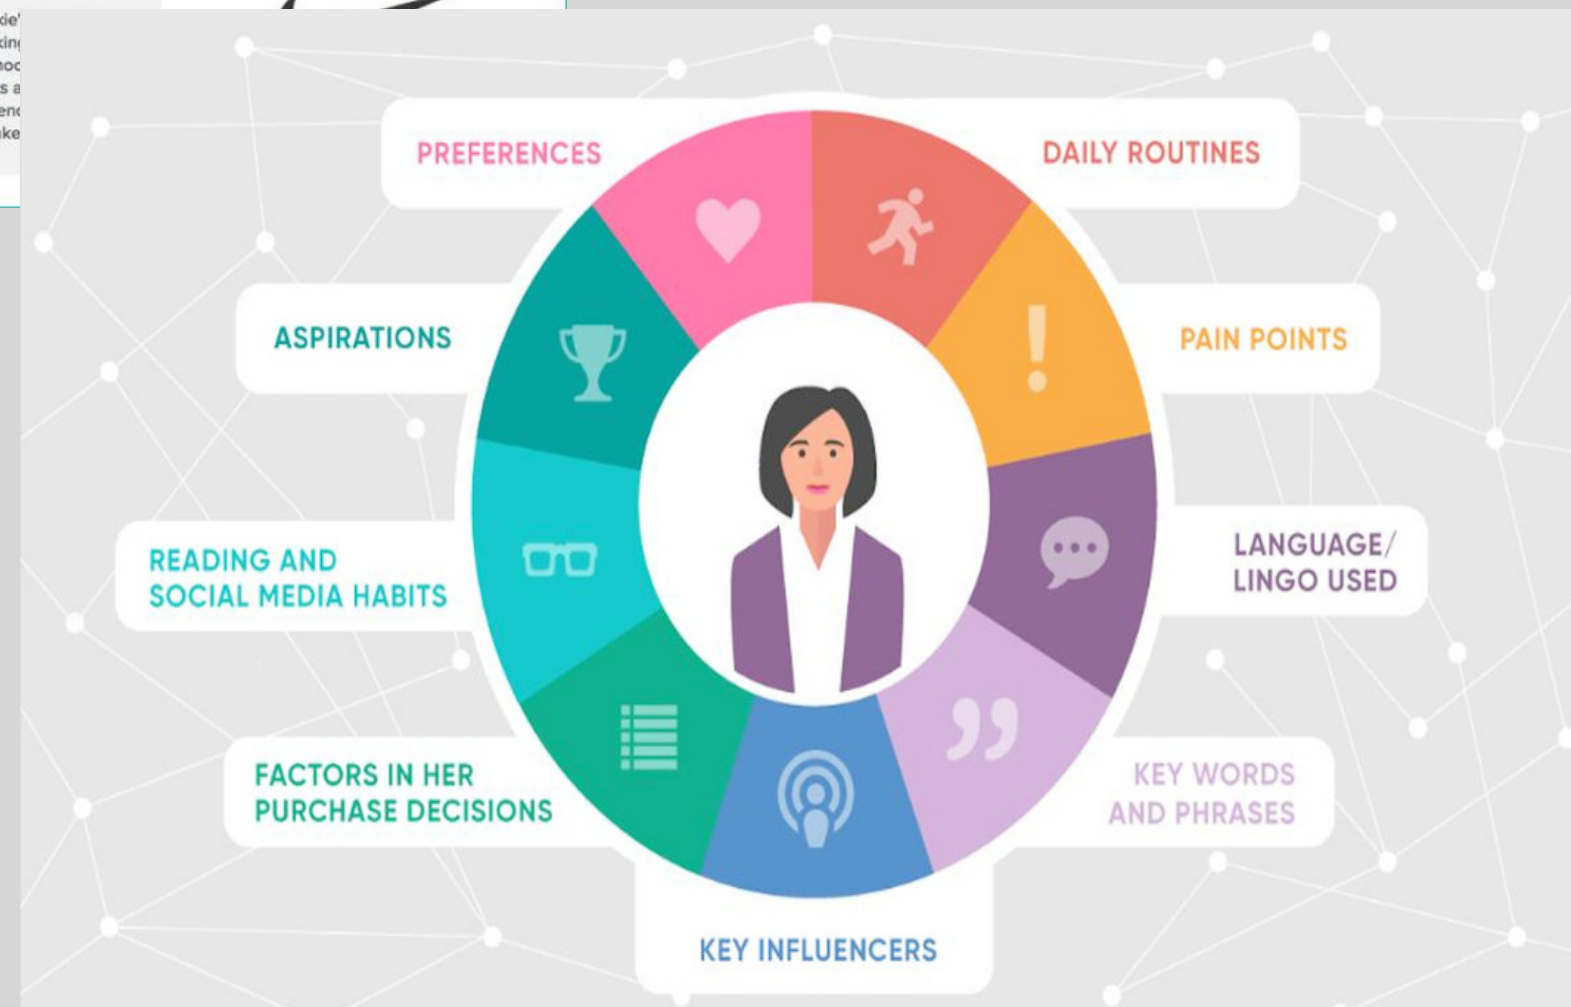 PREFERENCES
DAILY ROUTINES
ASPIRATIONS
PAIN POINTS
READING AND
SOCIAL MEDIA HABITS
LANGUAGE/
LINGO USED
FACTORS IN HER
PURCHASE DECISIONS
KEY WORDS
AND PHRASES
KEY INFLUENCERS